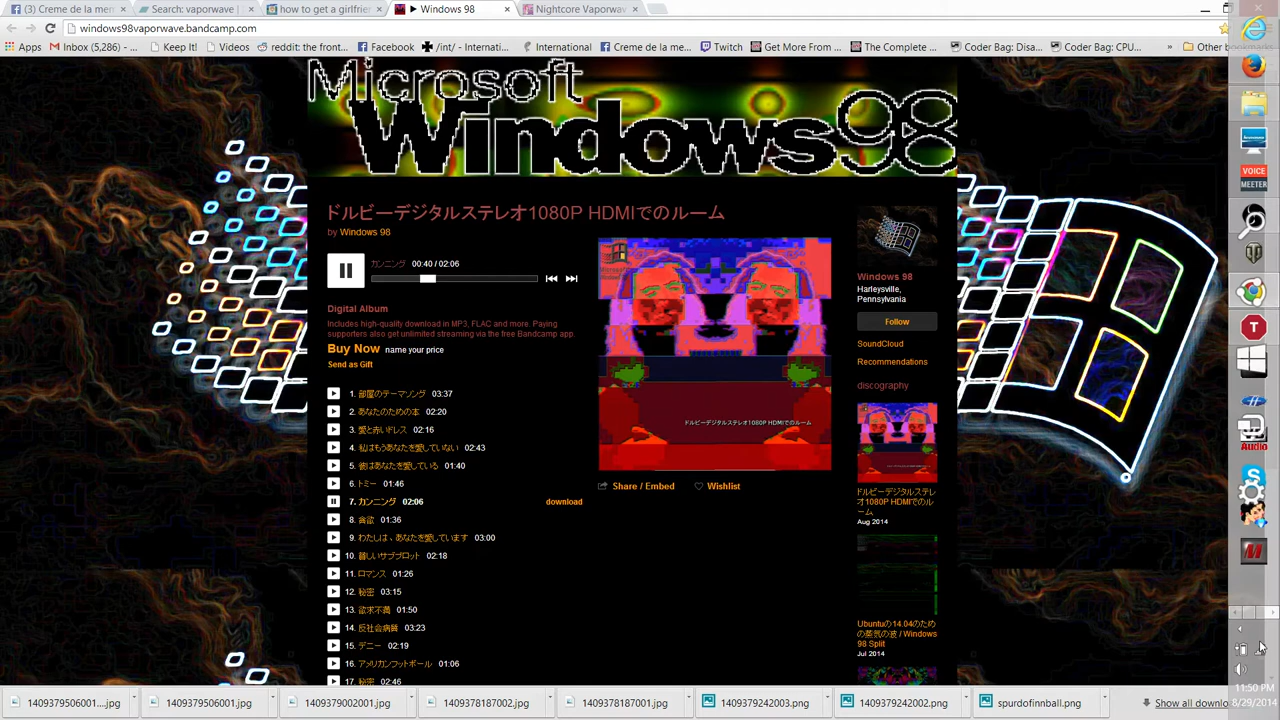 (3) Creme de la m
Search: vaporwave |
how to get a girlfrier
Windows 98
Nightcore Vaporwav
windows98vaporwave.bandcamp.com
Apps
Inbox (5,286) - ...
Keep It!
Videos
reddit: the front...
Facebook
/int/ - Internati...
International
Creme de la me...
Twitch
Get More From ...
The Complete ...
Coder Bag: Disa...
Coder Bag: CPU...
»
Other bookmarks
Microsoft
Windows98
ドルビーデジタルステレオ1080P HDMIでのルーム
by Windows 98
カンニング 00:40 / 02:06
Digital Album
Includes high-quality download in MP3, FLAC and more. Paying
supporters also get unlimited streaming via the free Bandcamp app.
Buy Now name your price
Send as Gift
1. 部屋のテーマソング 03:37
2. あなたのための本 02:20
3. 愛と赤いドレス 02:16
4. 私はもうあなたを愛していない 02:43
5. 彼はあなたを愛している 01:40
6. トミー 01:46
7. カンニング 02:06 download
8. 貪欲 01:36
9. わたしは、あなたを愛しています 03:00
10. 難しいサブプロット 02:18
11. ロマンス 01:26
12. 秘密 03:15
13. 欲求不満 01:50
14. 反社会病質 03:23
15. デニー 02:19
16. アメリカンフットボール 01:06
17. 秘密 02:46
ドルビーデジタルステレオ1080P HDMIでのルーム
Share / Embed
Wishlist
Windows 98
Harleysville,
Pennsylvania
Follow
SoundCloud
Recommendations
discography
ドルビーデジタルステレ
オ1080P HDMIでのル
ーム
Aug 2014
Ubuntuの14.04のため
の蒸気の波 / Windows
98 Split
Jul 2014
VOICE
MEETER
Audio
11:50 PM
8/29/2014
1409379506001....jpg
1409379506001.jpg
1409379002001.jpg
1409378187002.jpg
1409378187001.jpg
1409379242003.png
1409379242002.png
spurdofinnball.png
Show all downlo